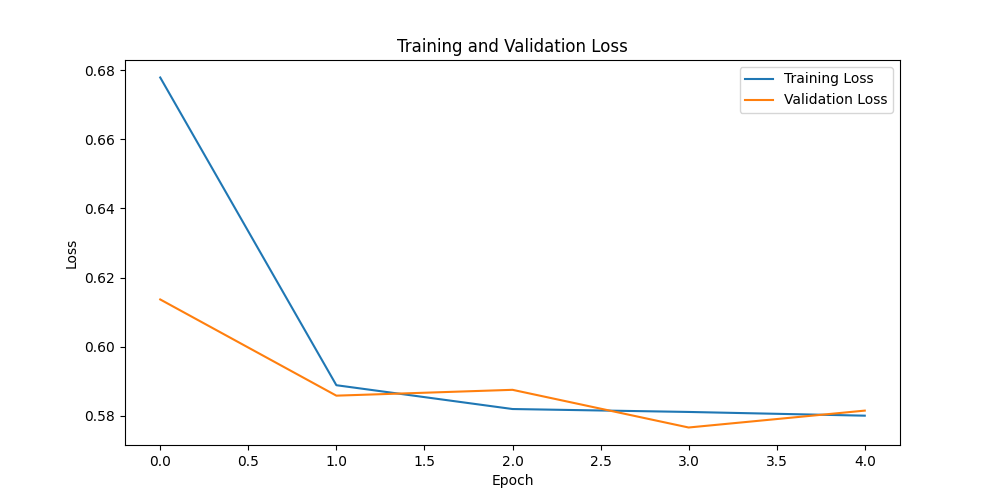 Training and Validation Loss
Training Loss
Validation Loss
0.68
0.66
0.64
0.62
0.60
0.58
Loss
0.0 0.5 1.0 1.5 2.0 2.5 3.0 3.5 4.0
Epoch